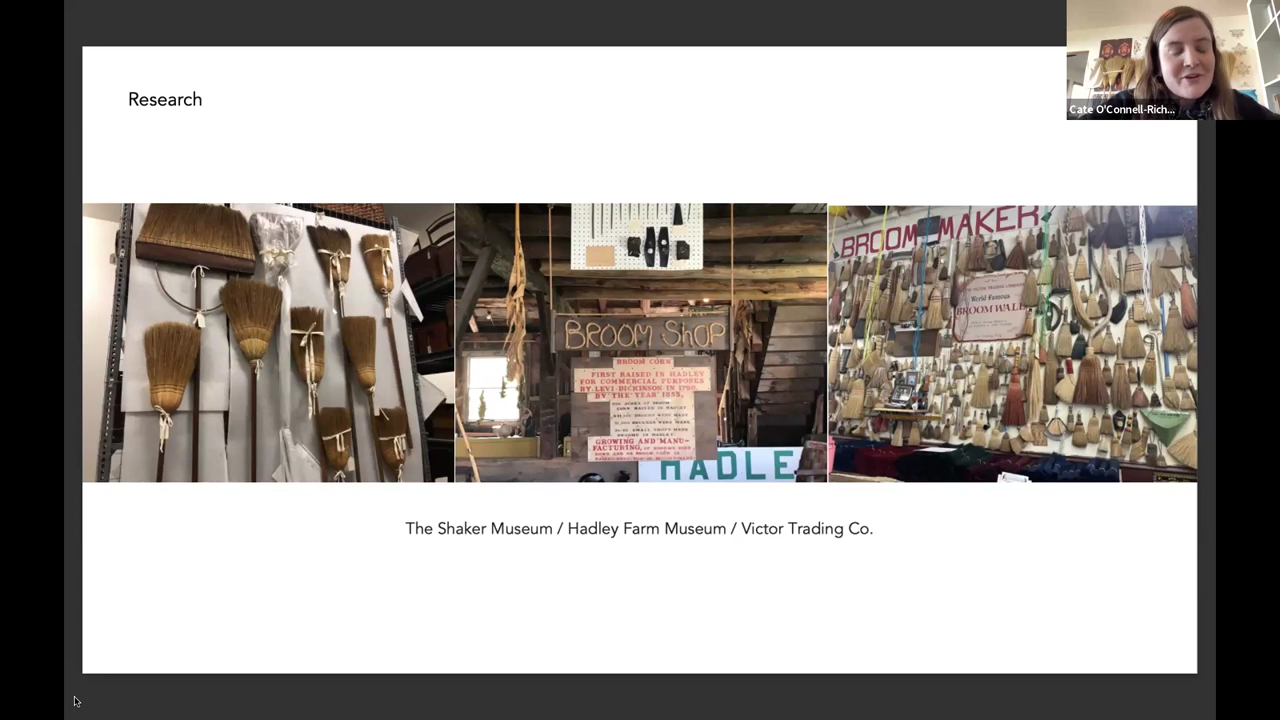 Research
Cate O'Connell-Rich...
BROOM SHOP
BROOM CORN
FIRST RAISED IN HADLEY
FOR COMMERCIAL PURPOSES
BY LEVI DICKINSON IN
BY THE YEAR 1855,
GROWING AND MANU-
FACTURING,
HADLE
BROOM MAKER
World Famous
BROOM WALL
The Shaker Museum / Hadley Farm Museum / Victor Trading Co.